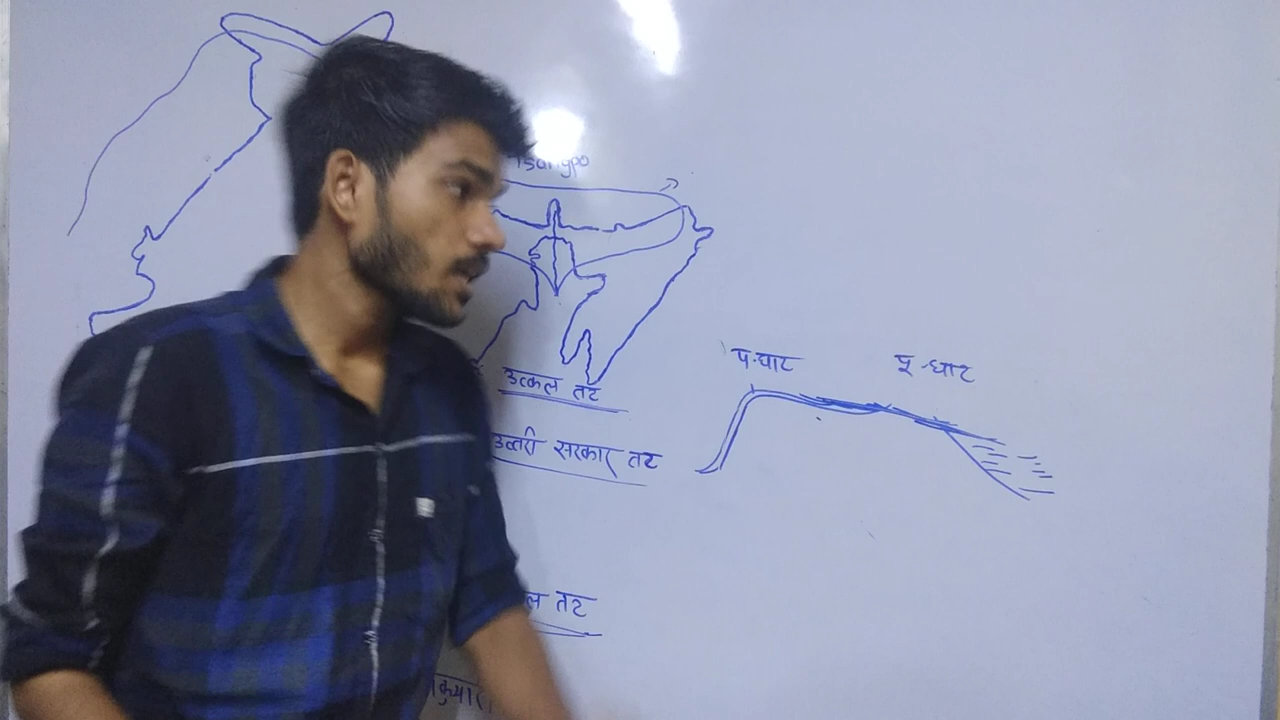 Tsangpo
प.घाट
पू.घाट
उत्कल तट
उत्तरी सरकार तट
ल तट